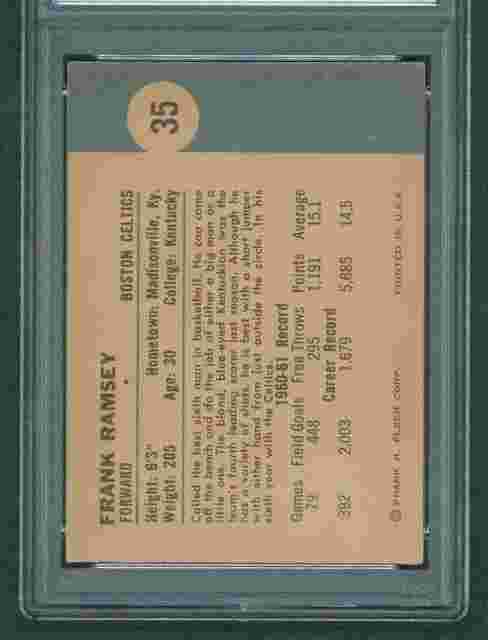 35
FRANK RAMSEY
FORWARD BOSTON CELTICS
Height: 6'3" Hometown: Madisonville, Ky.
Weight: 205 Age: 30 College: Kentucky
Called the best sixth man in basketball. He can come
off the bench and do the job of either a big man or a
little one. The blond, blue-eyed Kentuckian was the
team's fourth leading scorer last season. Although he
has a variety of shots, he is best with a short jumper
with either hand from just outside the circle. In his
sixth year with the Celtics.
1960-61 Record
Games Field Goals Free Throws Points Average
79 448 295 1,191 15.1
Career Record
392 2,003 1,679 5,685 14.5
© FRANK H. FLEER CORP. PRINTED IN U.S.A.